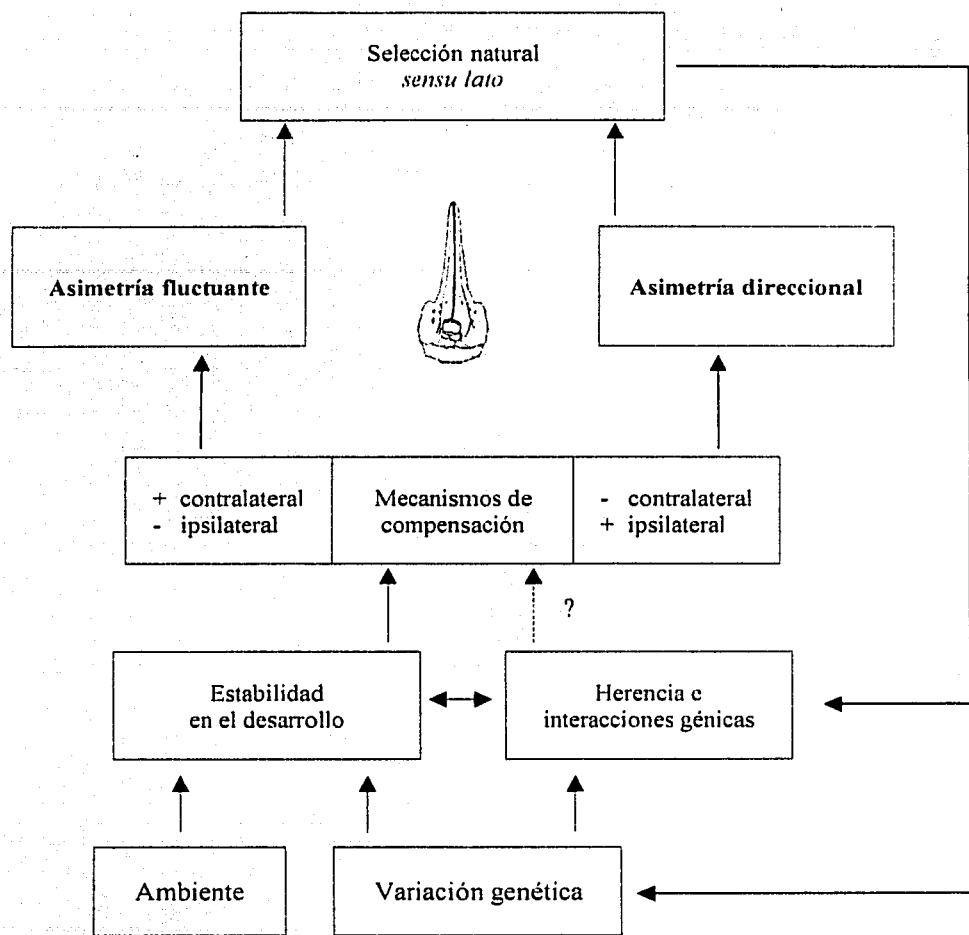 Selección natural
sensu lato
Asimetría fluctuante
Asimetría direccional
+ contralateral
- ipsilateral
Mecanismos de
compensación
- contralateral
+ ipsilateral
?
Estabilidad
en el desarrollo
Herencia e
interacciones génicas
Ambiente
Variación genética